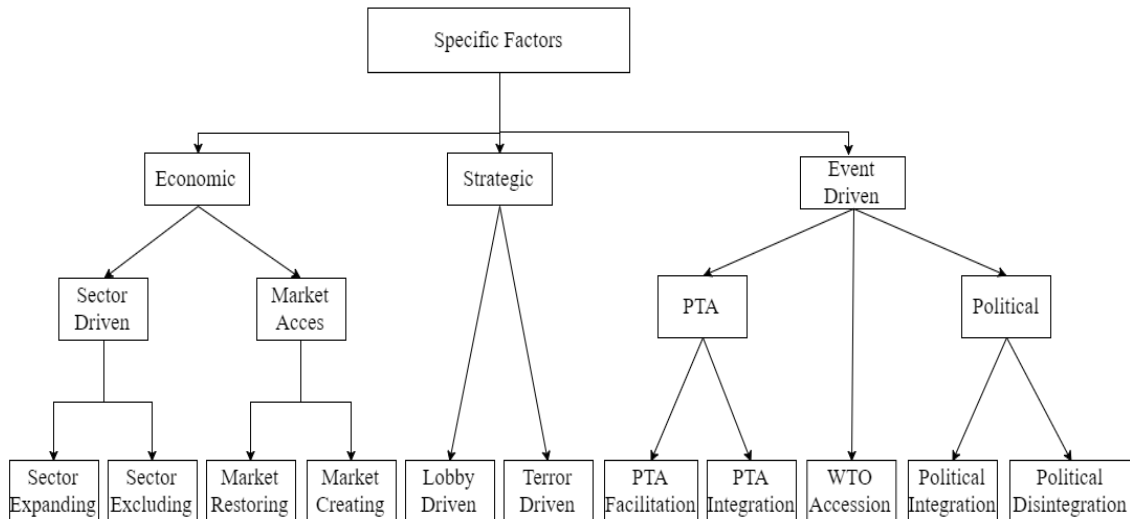 Specific Factors
Economic
Strategic
Event
Driven
Sector
Driven
Market
Acces
PTA
Political
Sector
Expanding
Sector
Excluding
Market
Restoring
Market
Creating
Lobby
Driven
Terror
Driven
PTA
Facilitation
PTA
Integration
WTO
Accession
Political
Integration
Political
Disintegration